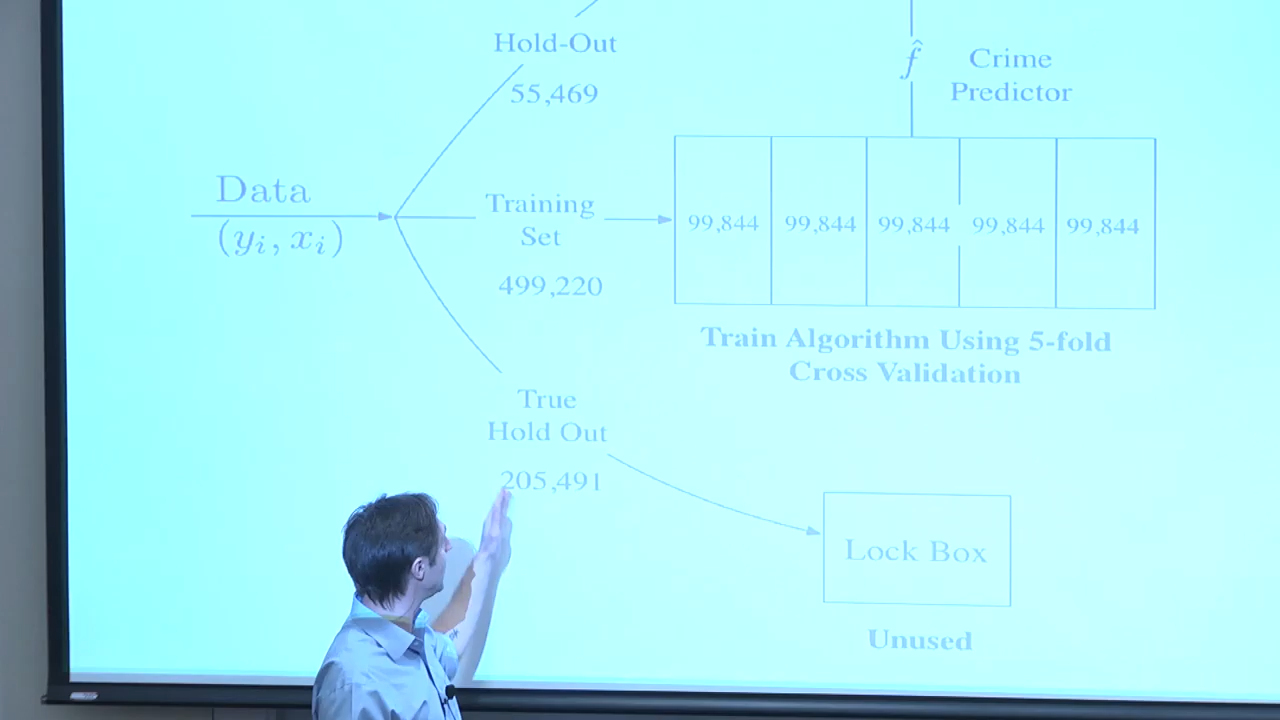 Hold-Out
55,469
f̂
Crime
Predictor
Data
(yᵢ, xᵢ)
Training
Set
499,220
99,844
99,844
99,844
99,844
99,844
Train Algorithm Using 5-fold
Cross Validation
True
Hold Out
205,491
Lock Box
Unused